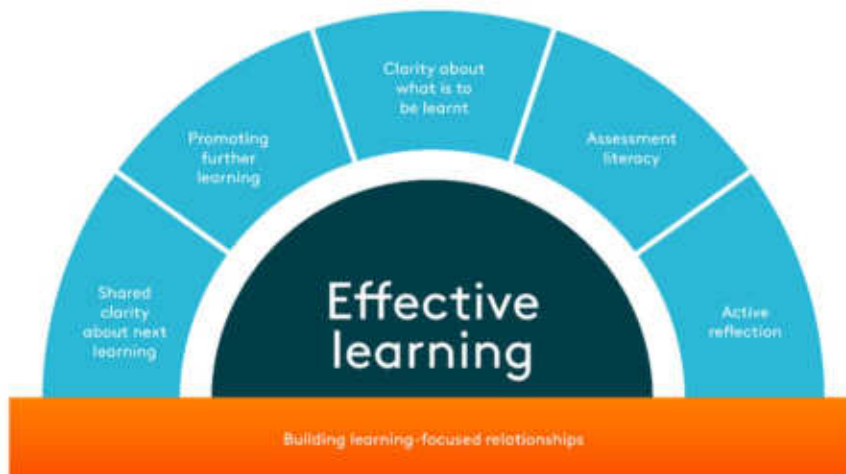 Clarity about
what is to
be learnt
Promoting
further
learning
Assessment
literacy
Shared
clarity
about next
learning
Active
reflection
Effective
learning
Building learning-focused relationships